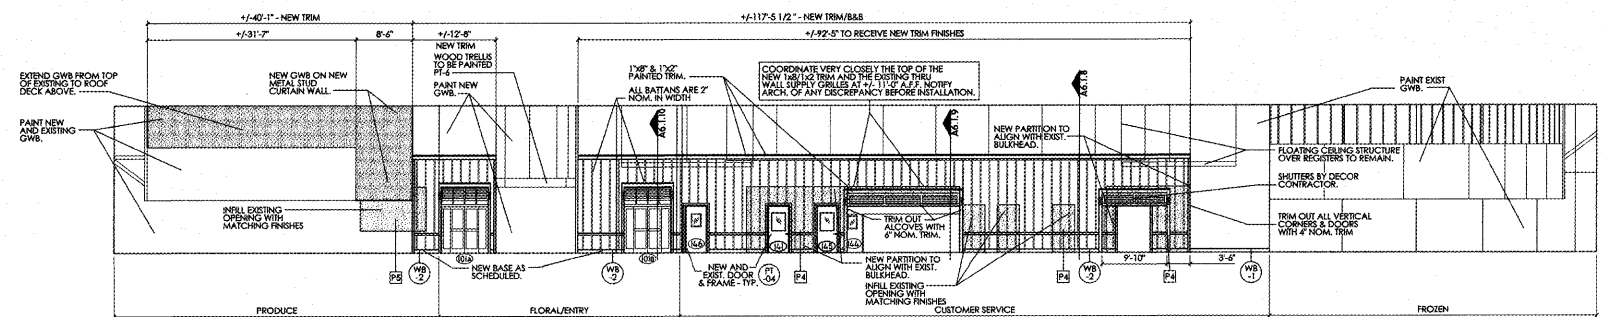 +/-40'-1" - NEW TRIM
+/-117'-5 1/2" - NEW TRIM/B&B
+/-31'-7"
8'-6"
+/-12'-8"
+/-92'-5" TO RECEIVE NEW TRIM FINISHES
NEW TRIM
WOOD TRELLIS
TO BE PAINTED
PT-6
EXTEND GWB FROM TOP
OF EXISTING TO ROOF
DECK ABOVE.
NEW GWB ON NEW
METAL STUD
CURTAIN WALL.
PAINT NEW
GWB.
1"x8" & 1"x2"
PAINTED TRIM.
ALL BATTANS ARE 2"
NOM. IN WIDTH
COORDINATE VERY CLOSELY THE TOP OF THE
NEW 1x8/1x2 TRIM AND THE EXISTING THRU
WALL SUPPLY GRILLES AT +/- 11'-0" A.F.F. NOTIFY
ARCH. OF ANY DISCREPANCY BEFORE INSTALLATION.
A6.1.8
PAINT EXIST
GWB.
PAINT NEW
AND EXISTING
GWB.
A6.1.10
A6.1.9
NEW PARTITION TO
ALIGN WITH EXIST.
BULKHEAD.
FLOATING CEILING STRUCTURE
OVER REGISTERS TO REMAIN.
SHUTTERS BY DECOR
CONTRACTOR.
INFILL EXISTING
OPENING WITH
MATCHING FINISHES
TRIM OUT
ALCOVES WITH
6" NOM. TRIM.
TRIM OUT ALL VERTICAL
CORNERS & DOORS
WITH 4" NOM. TRIM
146
141
145
144
101A
101B
P5
WB
-2
NEW BASE AS
SCHEDULED.
WB
-2
NEW AND
EXIST. DOOR
& FRAME - TYP.
PT
-04
P4
NEW PARTITION TO
ALIGN WITH EXIST.
BULKHEAD.
INFILL EXISTING
OPENING WITH
MATCHING FINISHES
P4
WB
-2
9'-10"
P4
3'-6"
WB
-1
PRODUCE
FLORAL/ENTRY
CUSTOMER SERVICE
FROZEN